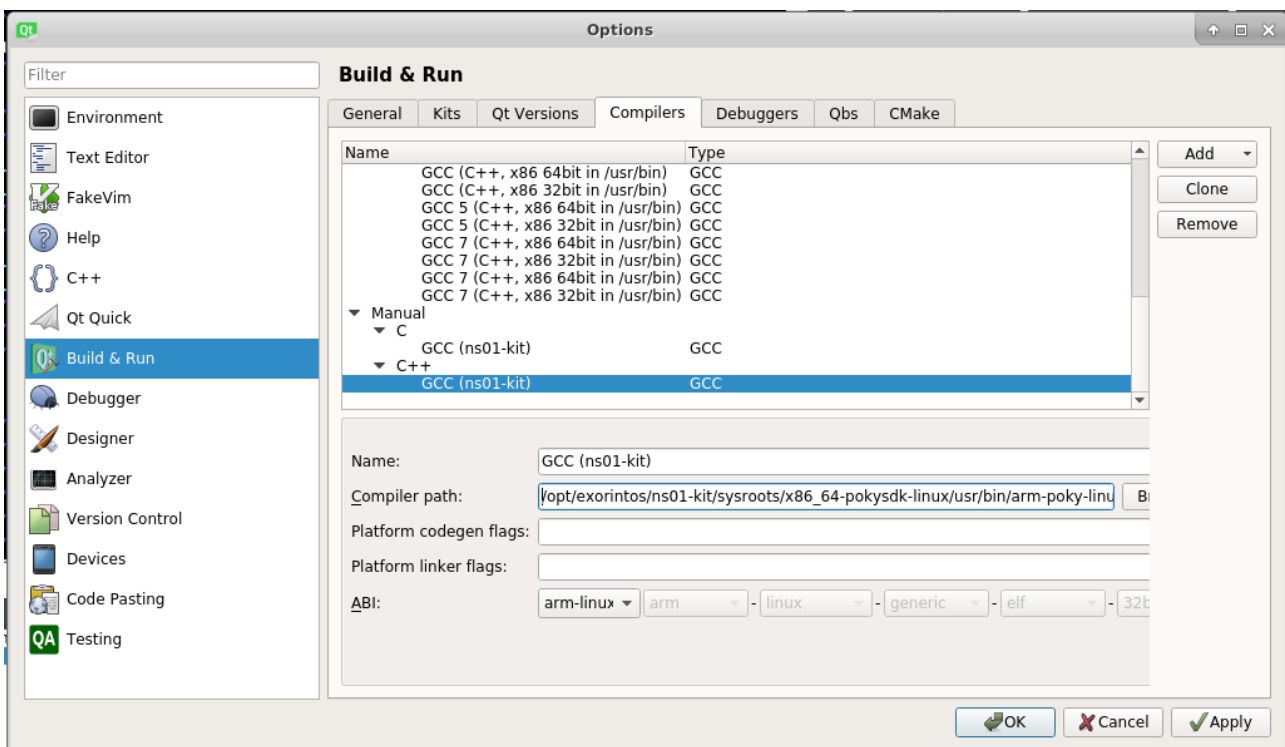 Options
Filter
Environment
Text Editor
FakeVim
Help
C++
Qt Quick
Build & Run
Debugger
Designer
Analyzer
Version Control
Devices
Code Pasting
QA Testing
Build & Run
General Kits Qt Versions Compilers Debuggers Qbs CMake
Name Type
GCC (C++, x86 64bit in /usr/bin) GCC
GCC (C++, x86 32bit in /usr/bin) GCC
GCC 5 (C++, x86 64bit in /usr/bin) GCC
GCC 5 (C++, x86 32bit in /usr/bin) GCC
GCC 7 (C++, x86 64bit in /usr/bin) GCC
GCC 7 (C++, x86 32bit in /usr/bin) GCC
GCC 7 (C++, x86 64bit in /usr/bin) GCC
GCC 7 (C++, x86 32bit in /usr/bin) GCC
Manual
C
GCC (ns01-kit) GCC
C++
GCC (ns01-kit) GCC
Add
Clone
Remove
Name: GCC (ns01-kit)
Compiler path: /opt/exorintos/ns01-kit/sysroots/x86_64-pokysdk-linux/usr/bin/arm-poky-linu
Platform codegen flags:
Platform linker flags:
ABI: arm-linux arm - linux - generic - elf - 32b
OK Cancel Apply